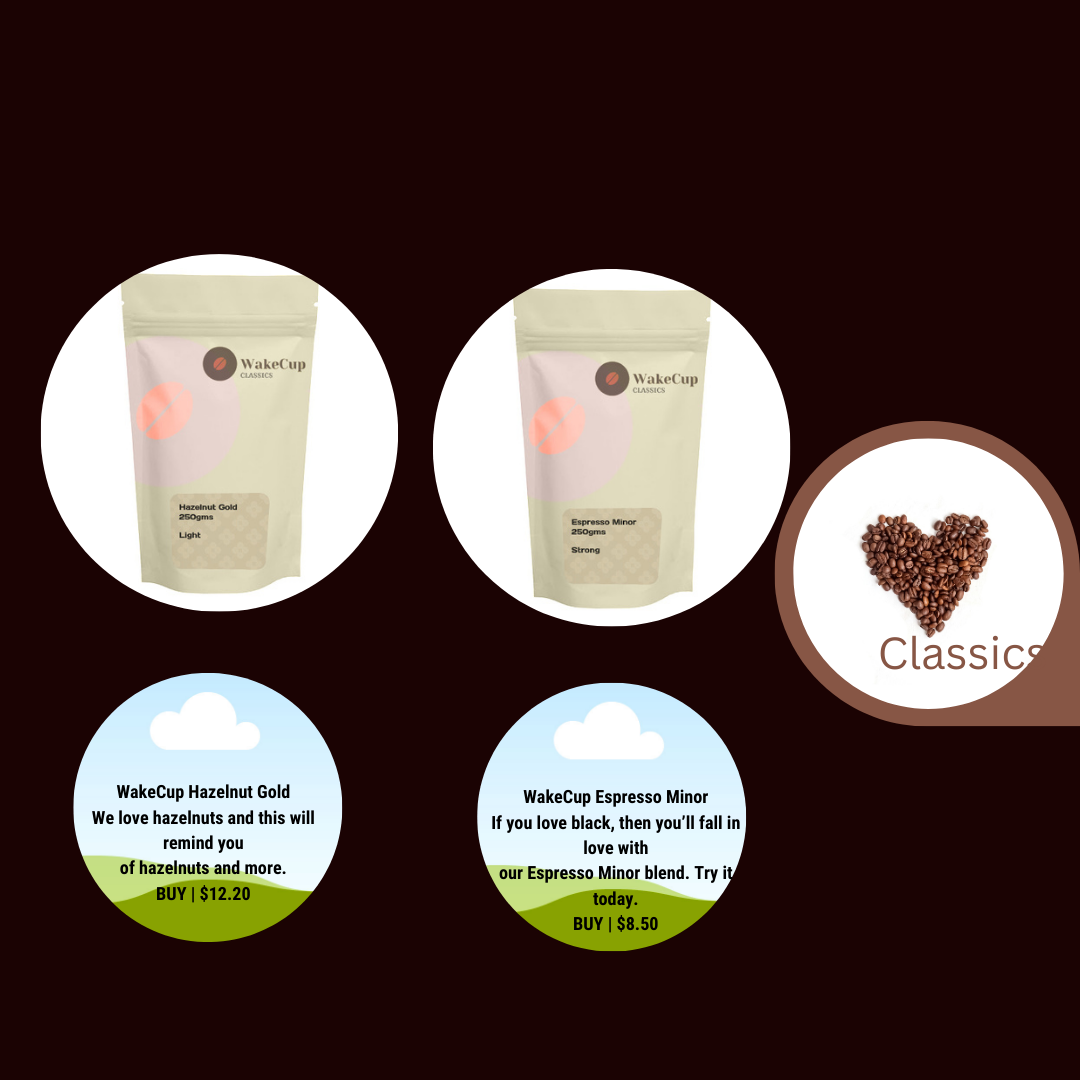 WakeCup
CLASSICS
Hazelnut Gold
250gms
Light
WakeCup
CLASSICS
Espresso Minor
250gms
Strong
Classics
WakeCup Hazelnut Gold
We love hazelnuts and this will
remind you
of hazelnuts and more.
BUY | $12.20
WakeCup Espresso Minor
If you love black, then you’ll fall in
love with
our Espresso Minor blend. Try it
today.
BUY | $8.50